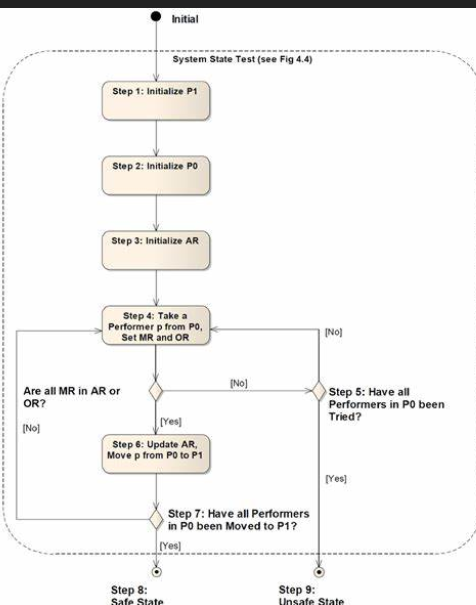 Initial
System State Test (see Fig 4.4)
Step 1: Initialize P1
Step 2: Initialize P0
Step 3: Initialize AR
Step 4: Take a
Performer p from P0,
Set MR and OR
[No]
Are all MR in AR or
OR?
[No]
Step 5: Have all
Performers in P0 been
Tried?
[No]
[Yes]
Step 6: Update AR,
Move p from P0 to P1
[Yes]
Step 7: Have all Performers
in P0 been Moved to P1?
[Yes]
Step 8:
Safe State
Step 9:
Unsafe State